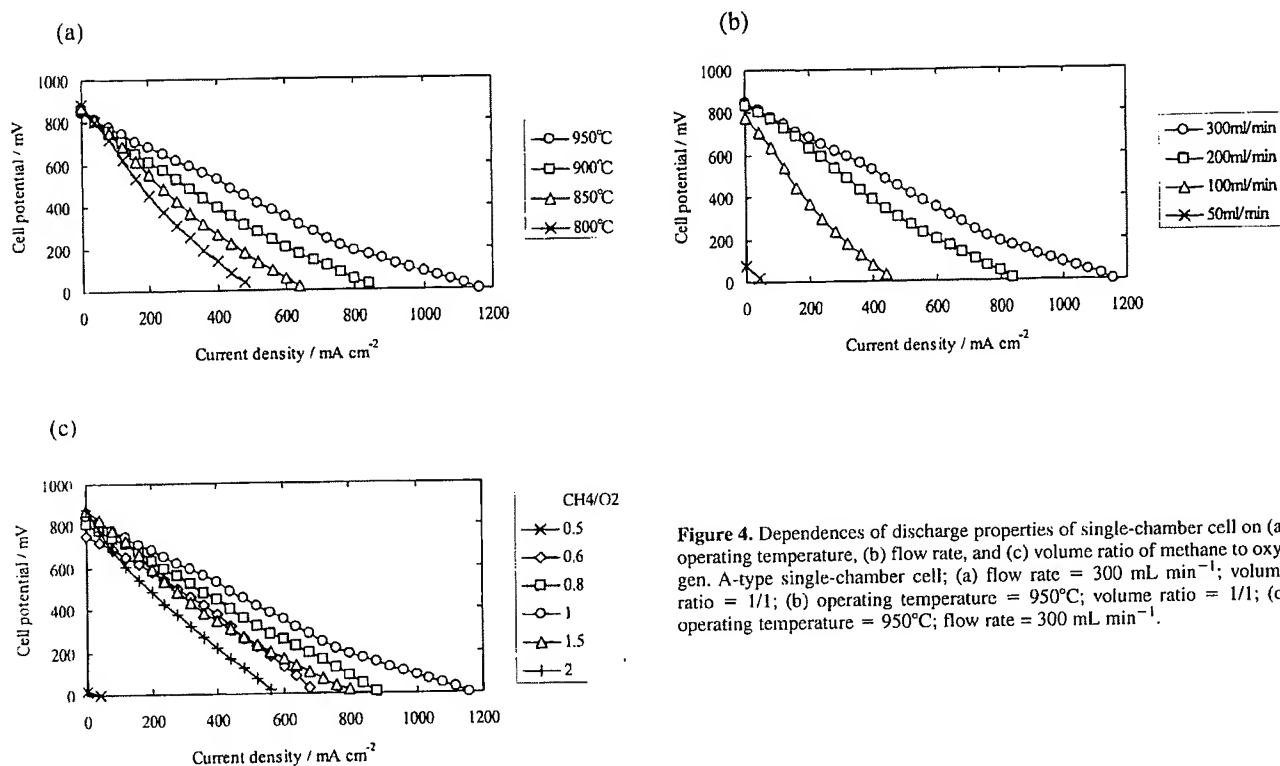 (a)
1000
800
600
400
200
0
Cell potential / mV
0 200 400 600 800 1000 1200
Current density / mA cm⁻²
950°C
900°C
850°C
800°C
(b)
1000
800
600
400
200
0
Cell potential / mV
0 200 400 600 800 1000 1200
Current density / mA cm⁻²
300ml/min
200ml/min
100ml/min
50ml/min
(c)
1000
800
600
400
200
0
Cell potential / mV
0 200 400 600 800 1000 1200
Current density / mA cm⁻²
CH4/O2
0.5
0.6
0.8
1
1.5
2
Figure 4. Dependences of discharge properties of single-chamber cell on (a
operating temperature, (b) flow rate, and (c) volume ratio of methane to oxy
gen. A-type single-chamber cell; (a) flow rate = 300 mL min⁻¹; volum
ratio = 1/1; (b) operating temperature = 950°C; volume ratio = 1/1; (c
operating temperature = 950°C; flow rate = 300 mL min⁻¹.